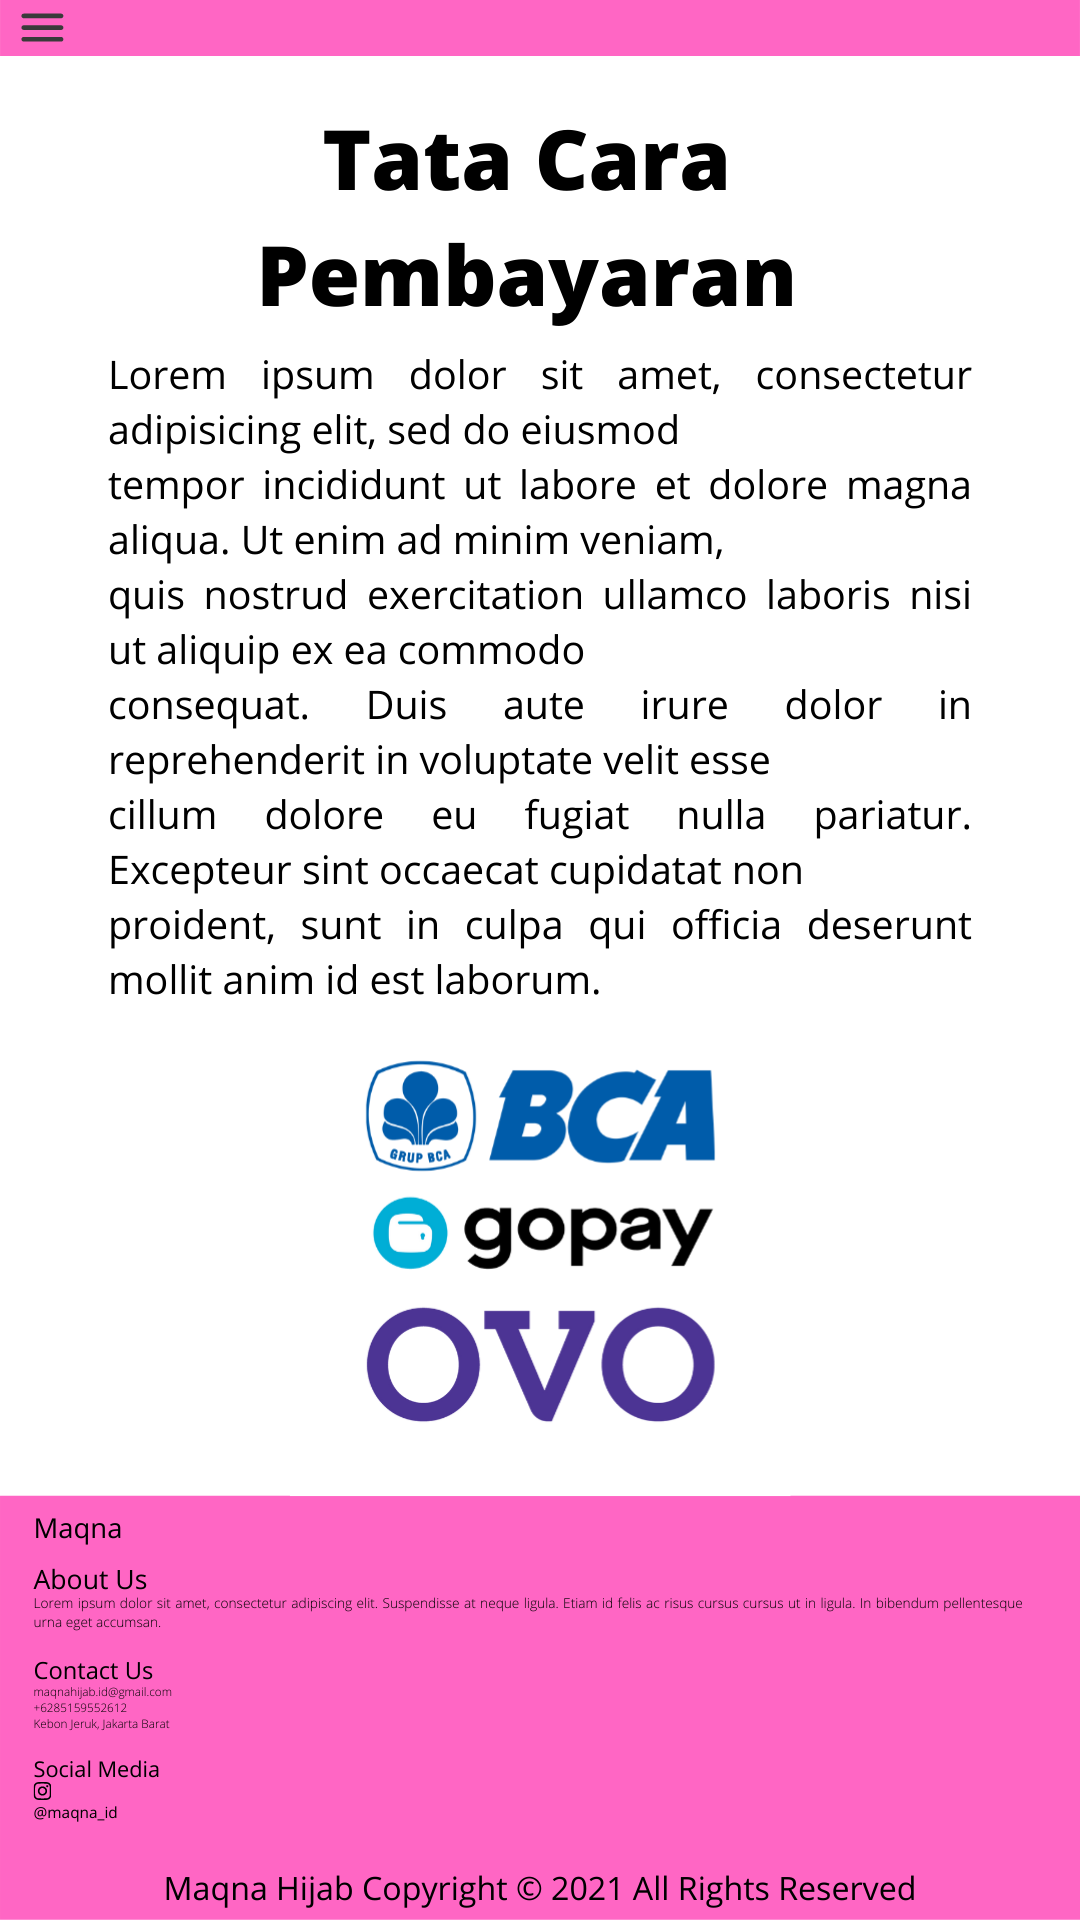 Tata Cara
Pembayaran
Lorem ipsum dolor sit amet, consectetur
adipisicing elit, sed do eiusmod
tempor incididunt ut labore et dolore magna
aliqua. Ut enim ad minim veniam,
quis nostrud exercitation ullamco laboris nisi
ut aliquip ex ea commodo
consequat. Duis aute irure dolor in
reprehenderit in voluptate velit esse
cillum dolore eu fugiat nulla pariatur.
Excepteur sint occaecat cupidatat non
proident, sunt in culpa qui officia deserunt
mollit anim id est laborum.
GRUP BCA BCA
gopay
OVO
Maqna
About Us
Lorem ipsum dolor sit amet, consectetur adipiscing elit. Suspendisse at neque ligula. Etiam id felis ac risus cursus cursus ut in ligula. In bibendum pellentesque
urna eget accumsan.
Contact Us
maqnahijab.id@gmail.com
+6285159552612
Kebon Jeruk, Jakarta Barat
Social Media
@maqna_id
Maqna Hijab Copyright © 2021 All Rights Reserved